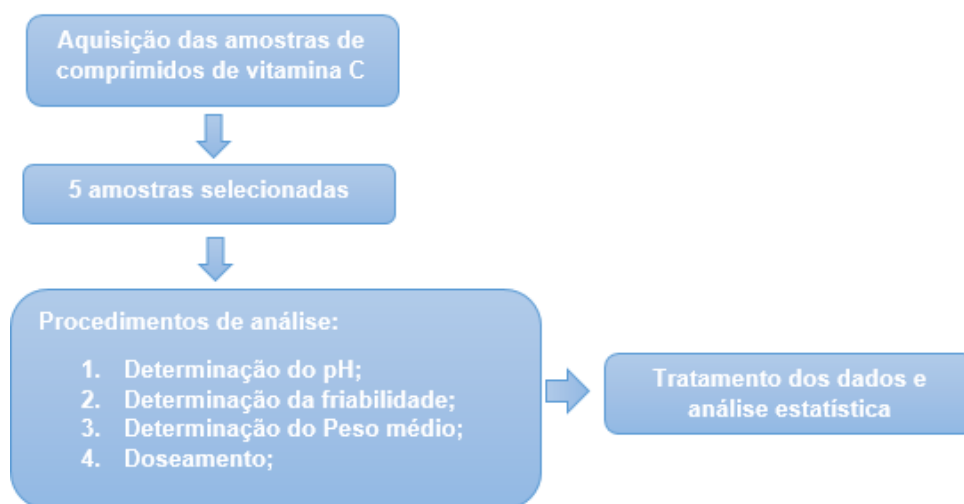 Aquisição das amostras de
comprimidos de vitamina C
5 amostras selecionadas
Procedimentos de análise:
1. Determinação do pH;
2. Determinação da friabilidade;
3. Determinação do Peso médio;
4. Doseamento;
Tratamento dos dados e
análise estatística